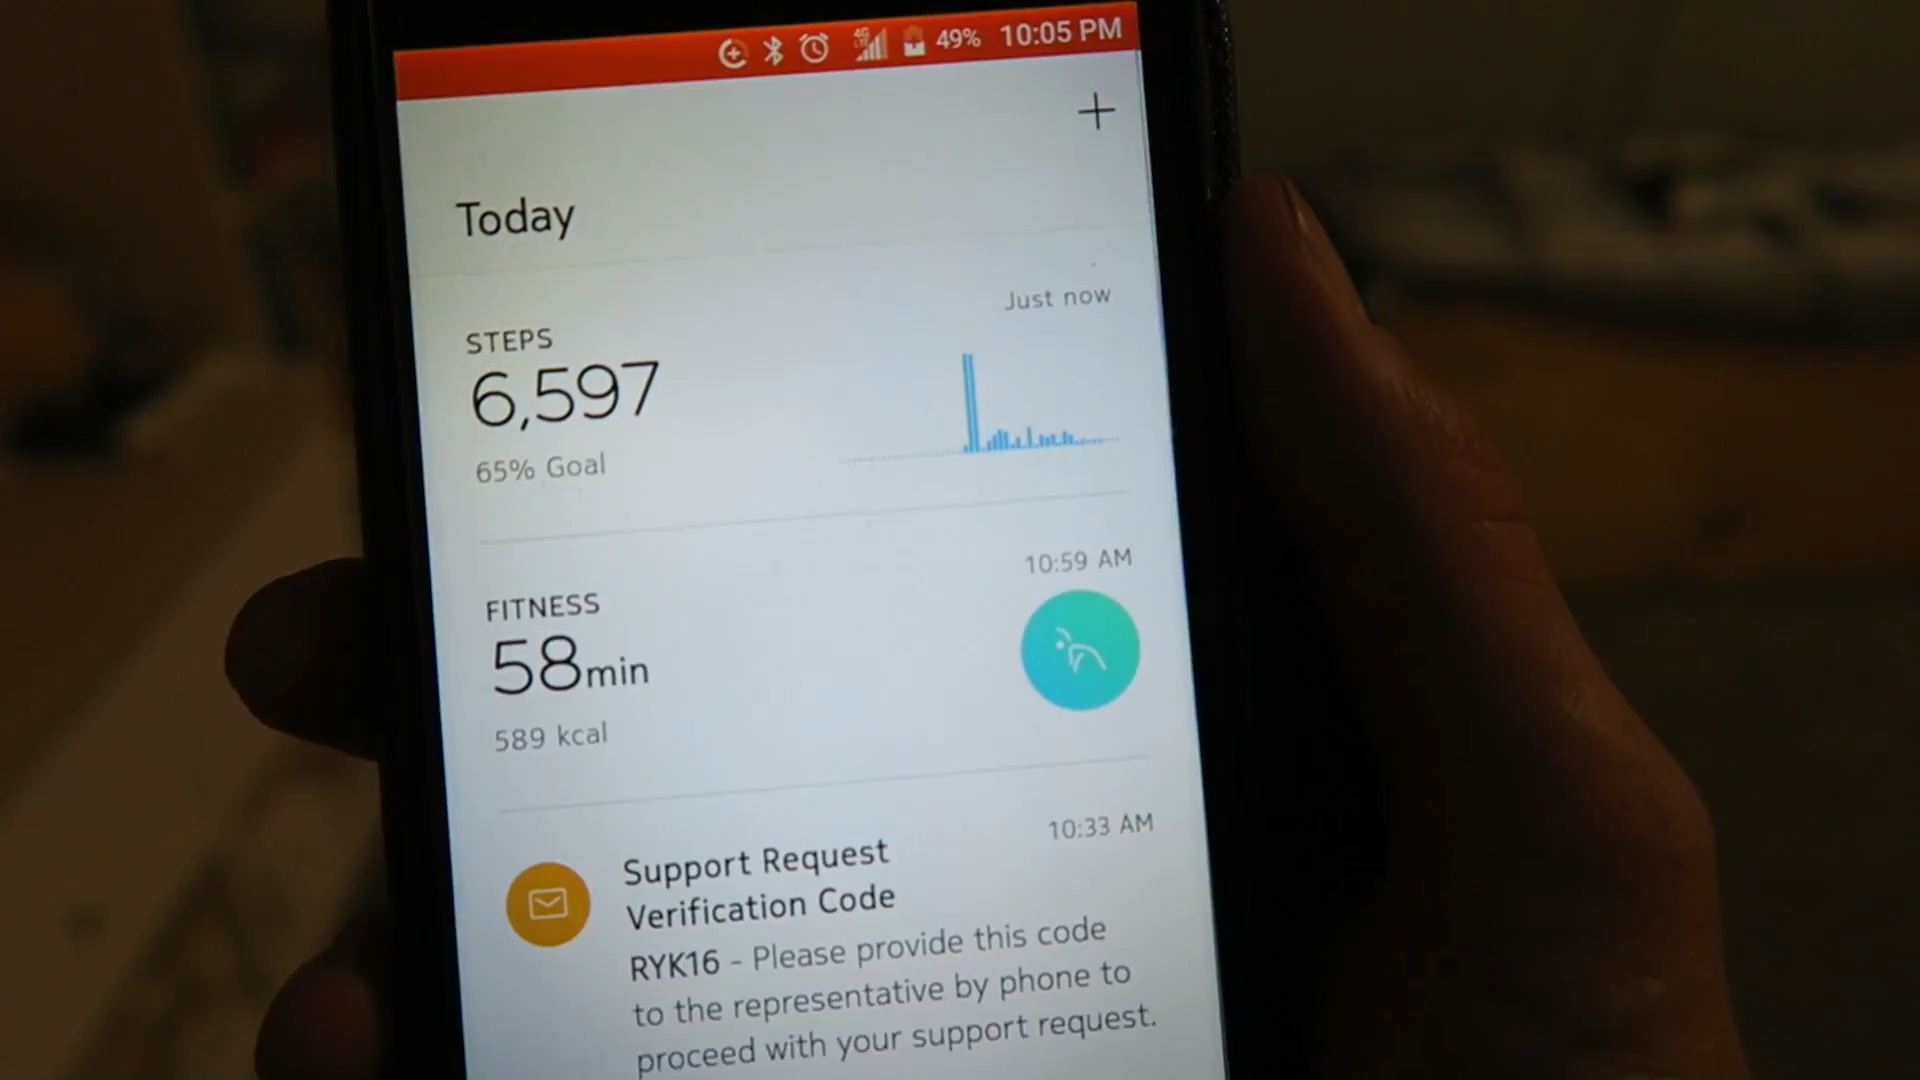 4G LTE 49% 10:05 PM
+
Today
Just now
STEPS
6,597
65% Goal
10:59 AM
FITNESS
58min
589 kcal
10:33 AM
Support Request
Verification Code
RYK16 - Please provide this code
to the representative by phone to
proceed with your support request.